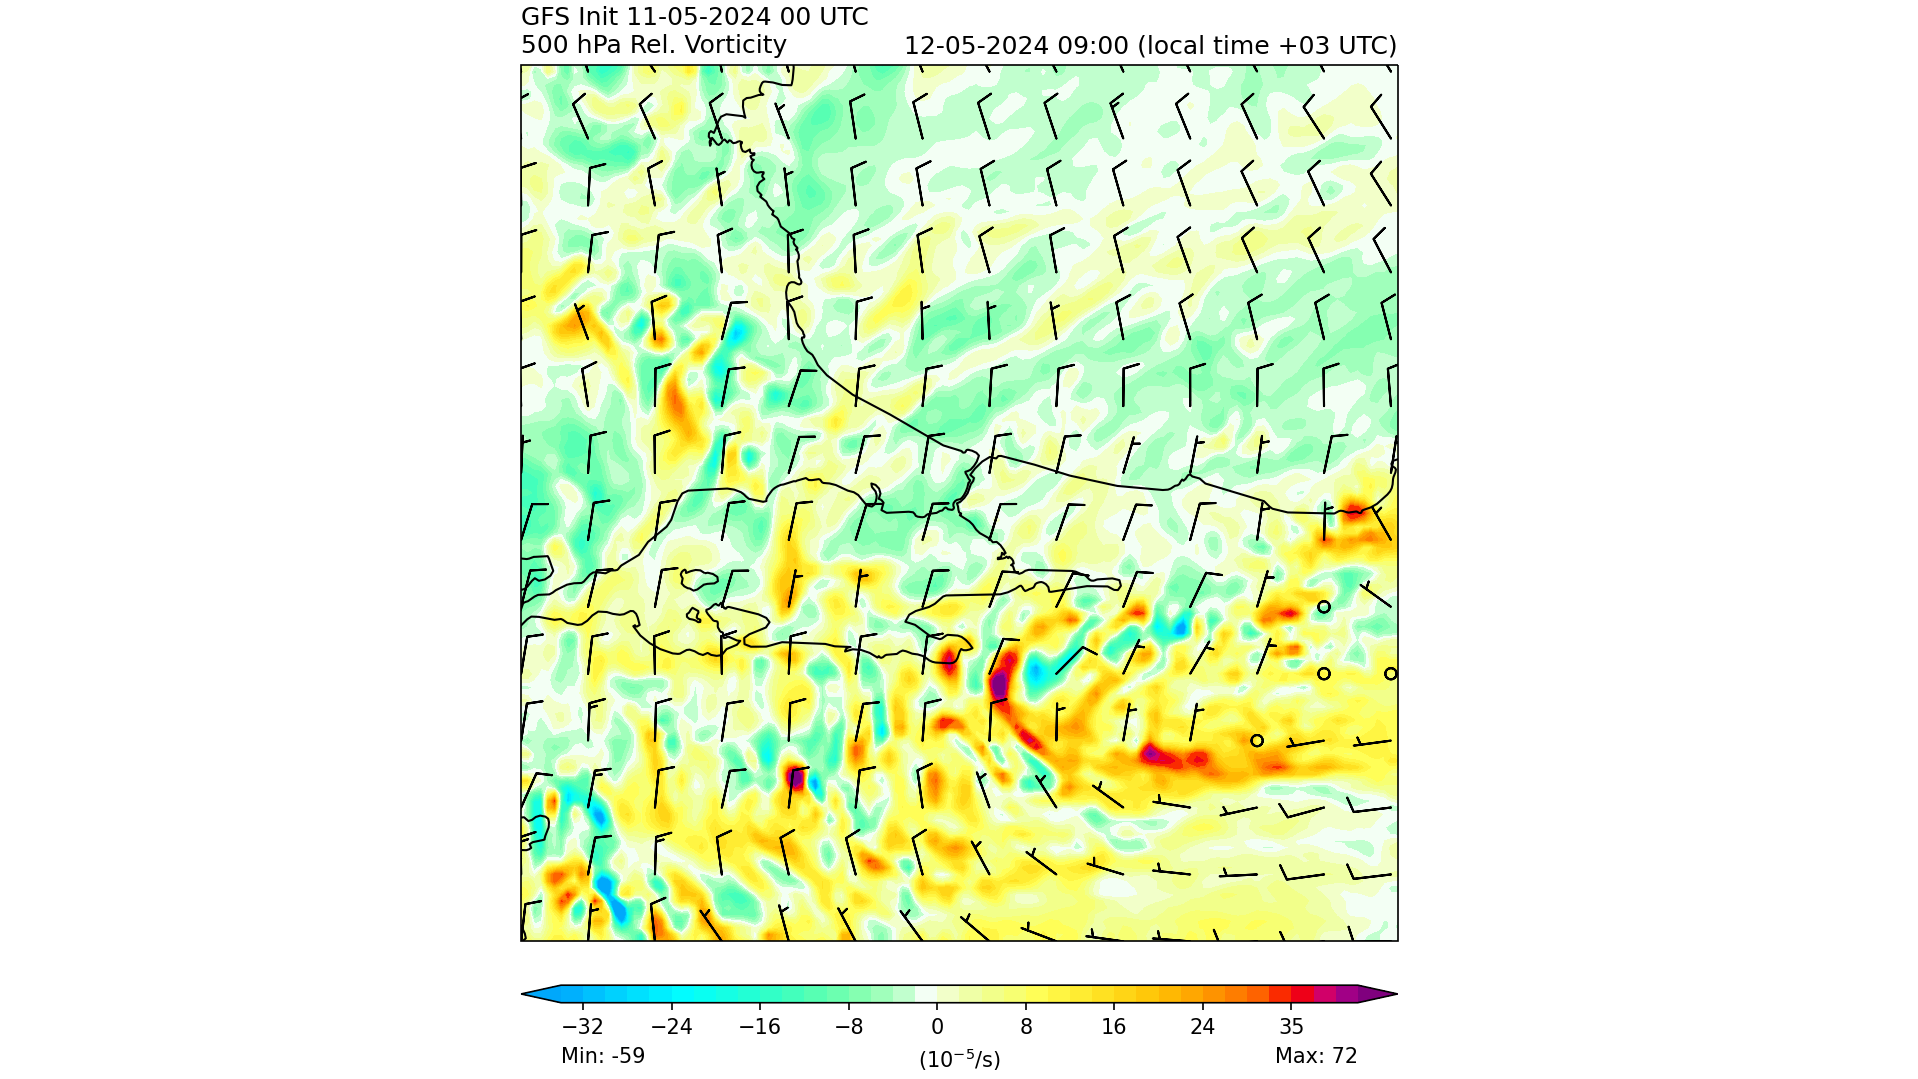 GFS Init 11-05-2024 00 UTC
500 hPa Rel. Vorticity
12-05-2024 09:00 (local time +03 UTC)
−32 −24 −16 −8 0 8 16 24 35
Min: -59 (10⁻⁵/s) Max: 72